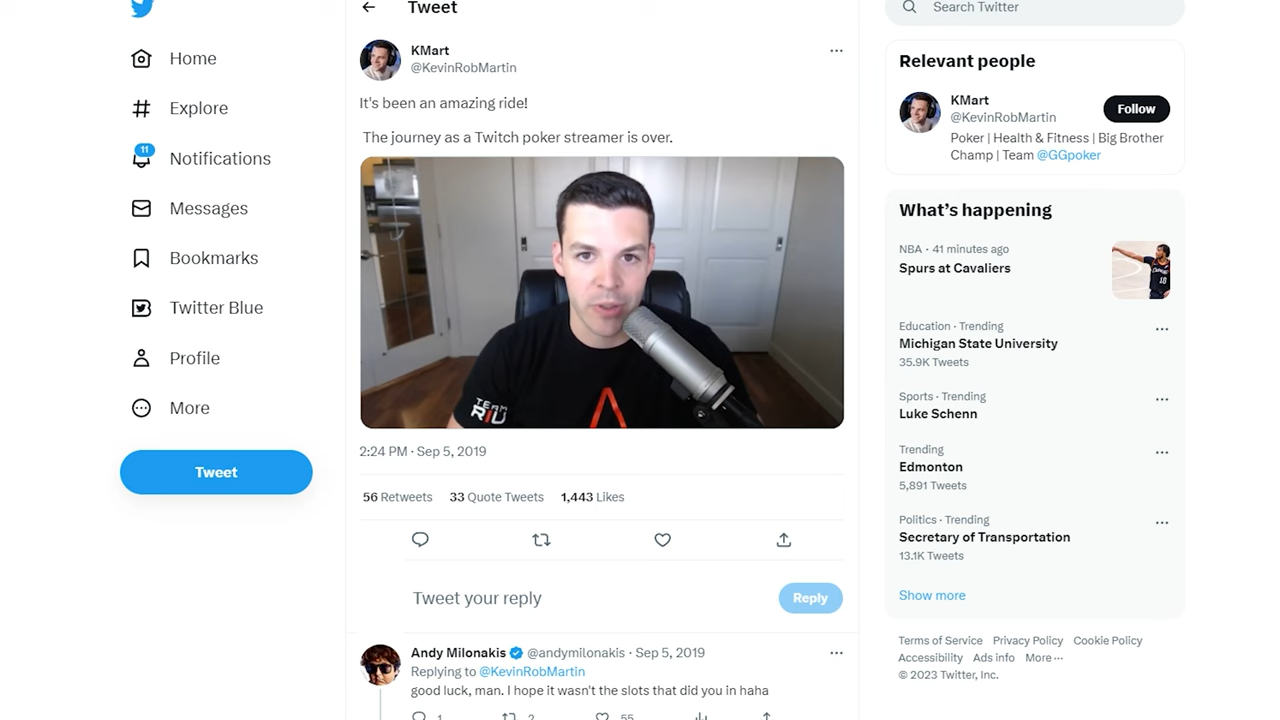 Tweet
Search Twitter
Home
Explore
11
Notifications
Messages
Bookmarks
Twitter Blue
Profile
More
Tweet
KMart
@KevinRobMartin
It's been an amazing ride!
The journey as a Twitch poker streamer is over.
TEAM
RIU
2:24 PM · Sep 5, 2019
56 Retweets 33 Quote Tweets 1,443 Likes
Tweet your reply
Reply
Andy Milonakis @andymilonakis · Sep 5, 2019
Replying to @KevinRobMartin
good luck, man. I hope it wasn't the slots that did you in haha
1 2 55
Relevant people
KMart
@KevinRobMartin
Follow
Poker | Health & Fitness | Big Brother
Champ | Team @GGpoker
What's happening
NBA · 41 minutes ago
Spurs at Cavaliers
Education · Trending
Michigan State University
35.9K Tweets
Sports · Trending
Luke Schenn
Trending
Edmonton
5,891 Tweets
Politics · Trending
Secretary of Transportation
13.1K Tweets
Show more
Terms of Service Privacy Policy Cookie Policy
Accessibility Ads info More ···
© 2023 Twitter, Inc.